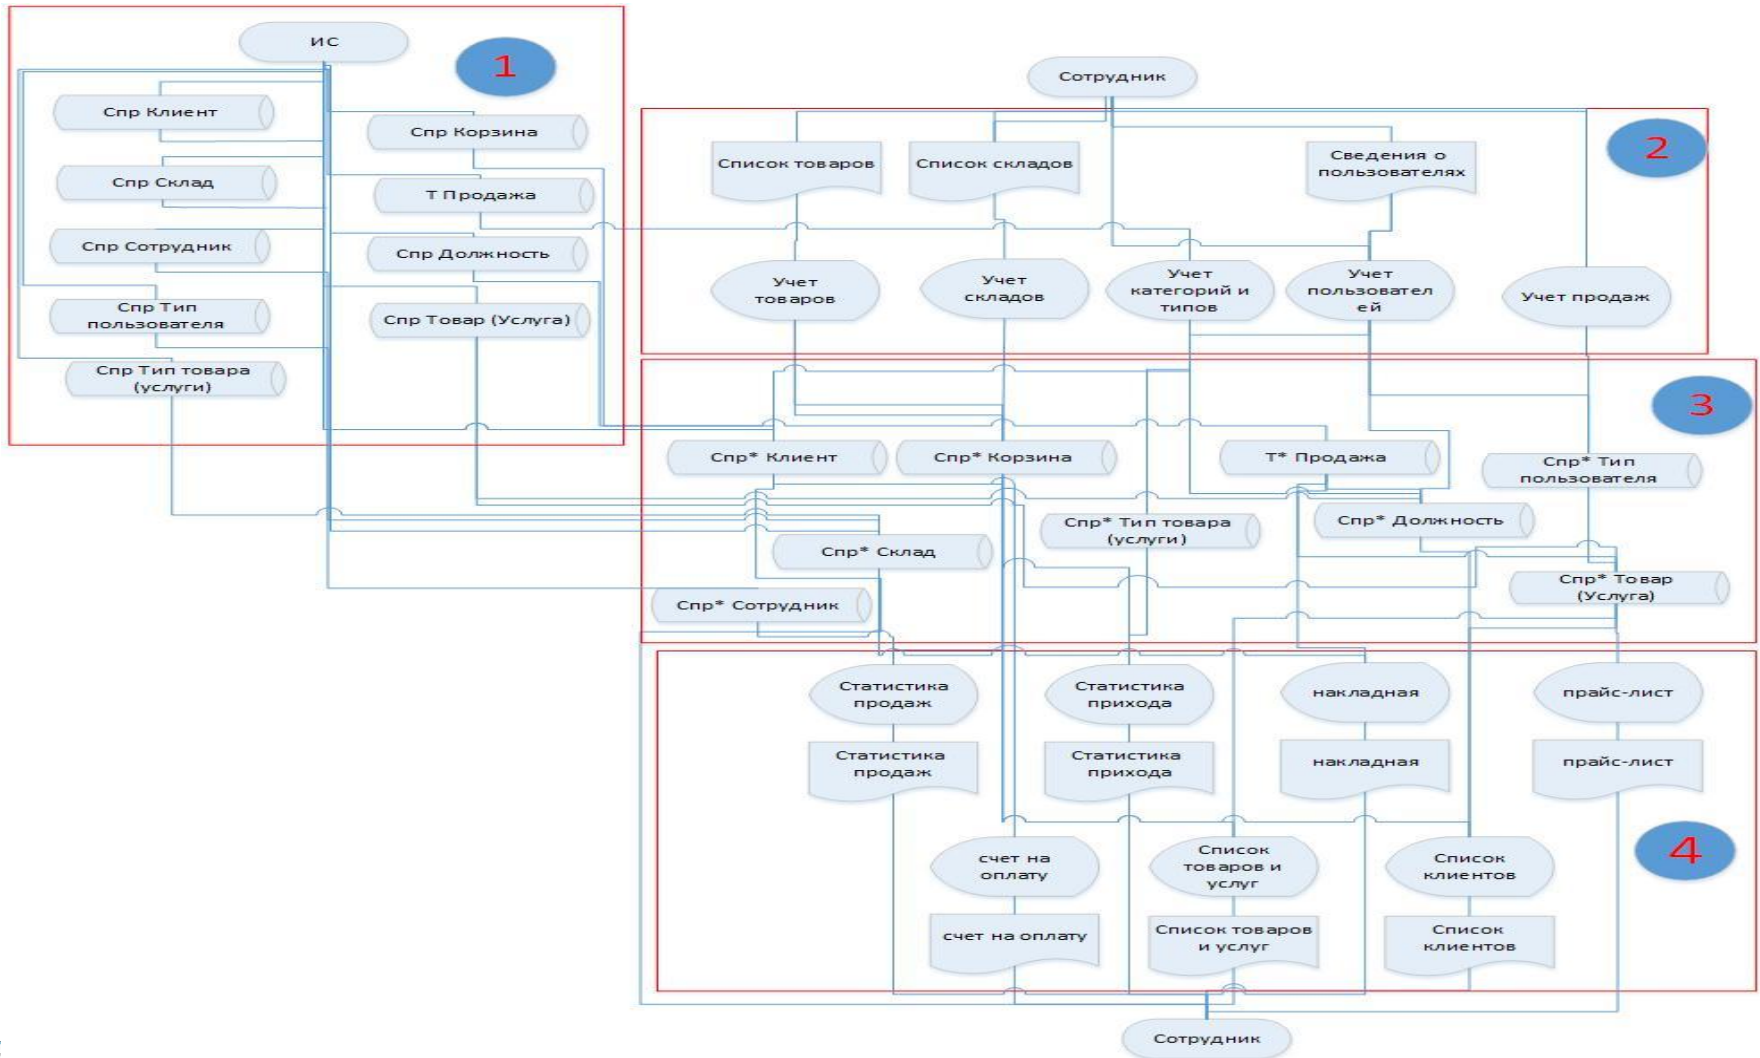 ИС
1
Спр Клиент
Спр Корзина
Спр Склад
Т Продажа
Спр Сотрудник
Спр Должность
Спр Тип
пользователя
Спр Товар (Услуга)
Спр Тип товара
(услуги)
Сотрудник
2
Список товаров
Список складов
Сведения о
пользователях
Учет
товаров
Учет
складов
Учет
категорий и
типов
Учет
пользовател
ей
Учет продаж
3
Спр* Клиент
Спр* Корзина
Т* Продажа
Спр* Тип
пользователя
Спр* Тип товара
(услуги)
Спр* Должность
Спр* Склад
Спр* Товар
(Услуга)
Спр* Сотрудник
Статистика
продаж
Статистика
прихода
накладная
прайс-лист
Статистика
продаж
Статистика
прихода
накладная
прайс-лист
4
счет на
оплату
Список
товаров и
услуг
Список
клиентов
счет на оплату
Список товаров
и услуг
Список
клиентов
Сотрудник